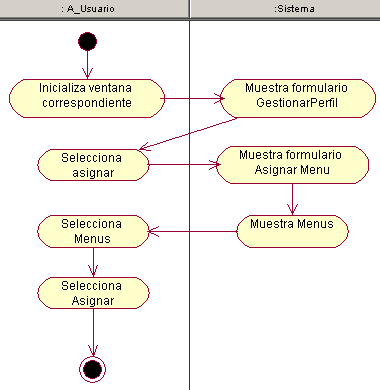 : A_Usuario
:Sistema
Inicializa ventana
correspondiente
Muestra formulario
GestionarPerfil
Selecciona
asignar
Muestra formulario
Asignar Menu
Selecciona
Menus
Muestra Menus
Selecciona
Asignar